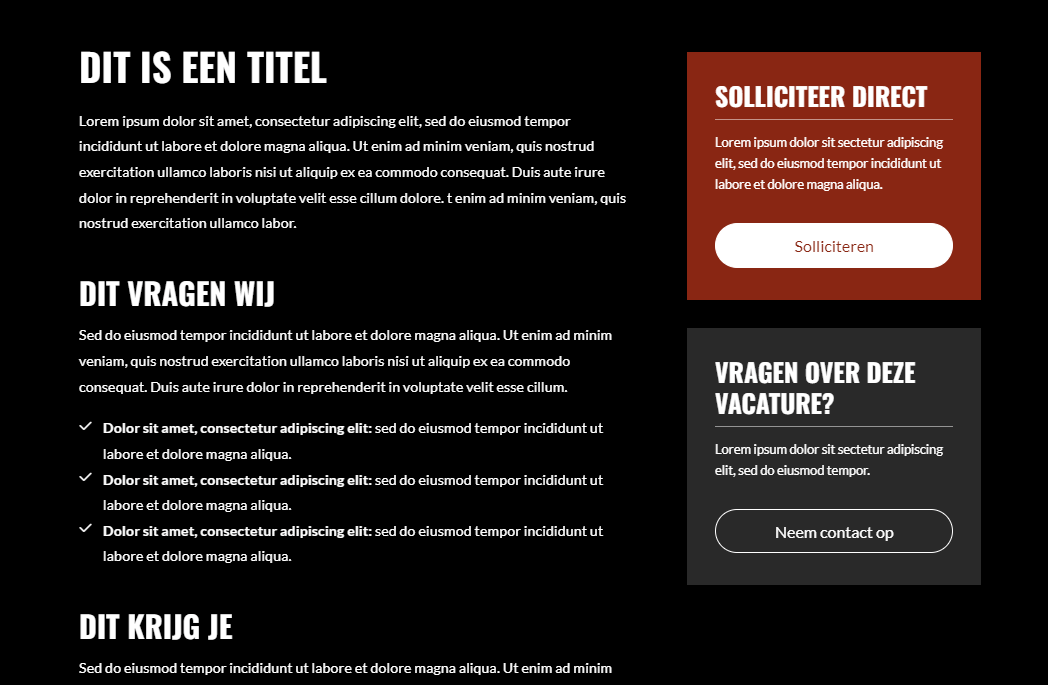 DIT IS EEN TITEL
Lorem ipsum dolor sit amet, consectetur adipiscing elit, sed do eiusmod tempor
incididunt ut labore et dolore magna aliqua. Ut enim ad minim veniam, quis nostrud
exercitation ullamco laboris nisi ut aliquip ex ea commodo consequat. Duis aute irure
dolor in reprehenderit in voluptate velit esse cillum dolore. t enim ad minim veniam, quis
nostrud exercitation ullamco labor.
DIT VRAGEN WIJ
Sed do eiusmod tempor incididunt ut labore et dolore magna aliqua. Ut enim ad minim
veniam, quis nostrud exercitation ullamco laboris nisi ut aliquip ex ea commodo
consequat. Duis aute irure dolor in reprehenderit in voluptate velit esse cillum.
Dolor sit amet, consectetur adipiscing elit: sed do eiusmod tempor incididunt ut
labore et dolore magna aliqua.
Dolor sit amet, consectetur adipiscing elit: sed do eiusmod tempor incididunt ut
labore et dolore magna aliqua.
Dolor sit amet, consectetur adipiscing elit: sed do eiusmod tempor incididunt ut
labore et dolore magna aliqua.
DIT KRIJG JE
Sed do eiusmod tempor incididunt ut labore et dolore magna aliqua. Ut enim ad minim
SOLLICITEER DIRECT
Lorem ipsum dolor sit sectetur adipiscing
elit, sed do eiusmod tempor incididunt ut
labore et dolore magna aliqua.
Solliciteren
VRAGEN OVER DEZE
VACATURE?
Lorem ipsum dolor sit sectetur adipiscing
elit, sed do eiusmod tempor.
Neem contact op